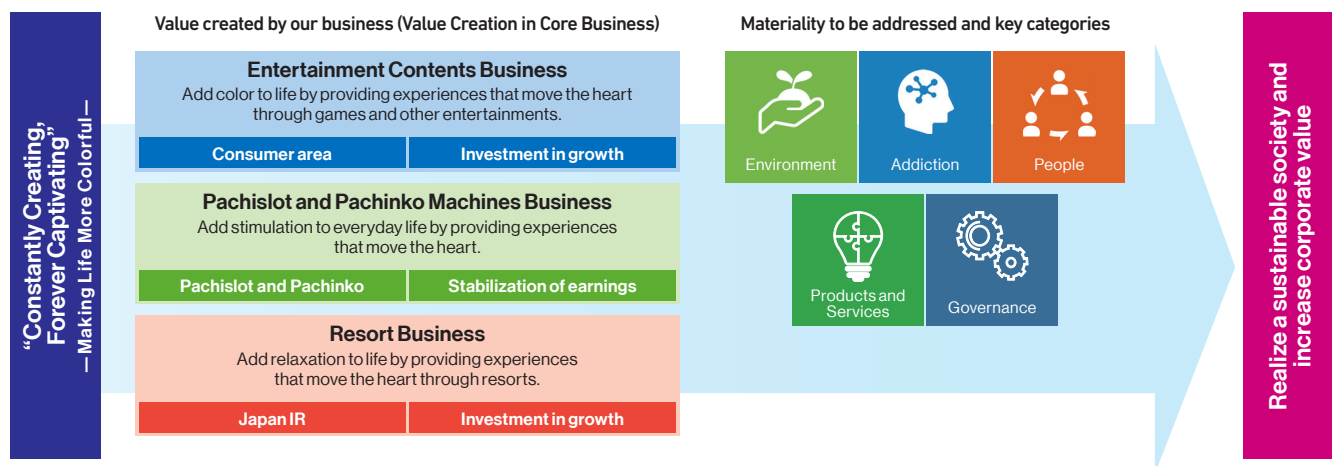 “Constantly Creating,
Forever Captivating”
—Making Life More Colorful—
Value created by our business (Value Creation in Core Business)
Entertainment Contents Business
Add color to life by providing experiences that move the heart
through games and other entertainments.
Consumer area
Investment in growth
Pachislot and Pachinko Machines Business
Add stimulation to everyday life by providing experiences
that move the heart.
Pachislot and Pachinko
Stabilization of earnings
Resort Business
Add relaxation to life by providing experiences
that move the heart through resorts.
Japan IR
Investment in growth
Materiality to be addressed and key categories
Environment
Addiction
People
Products and
Services
Governance
Realize a sustainable society and
increase corporate value